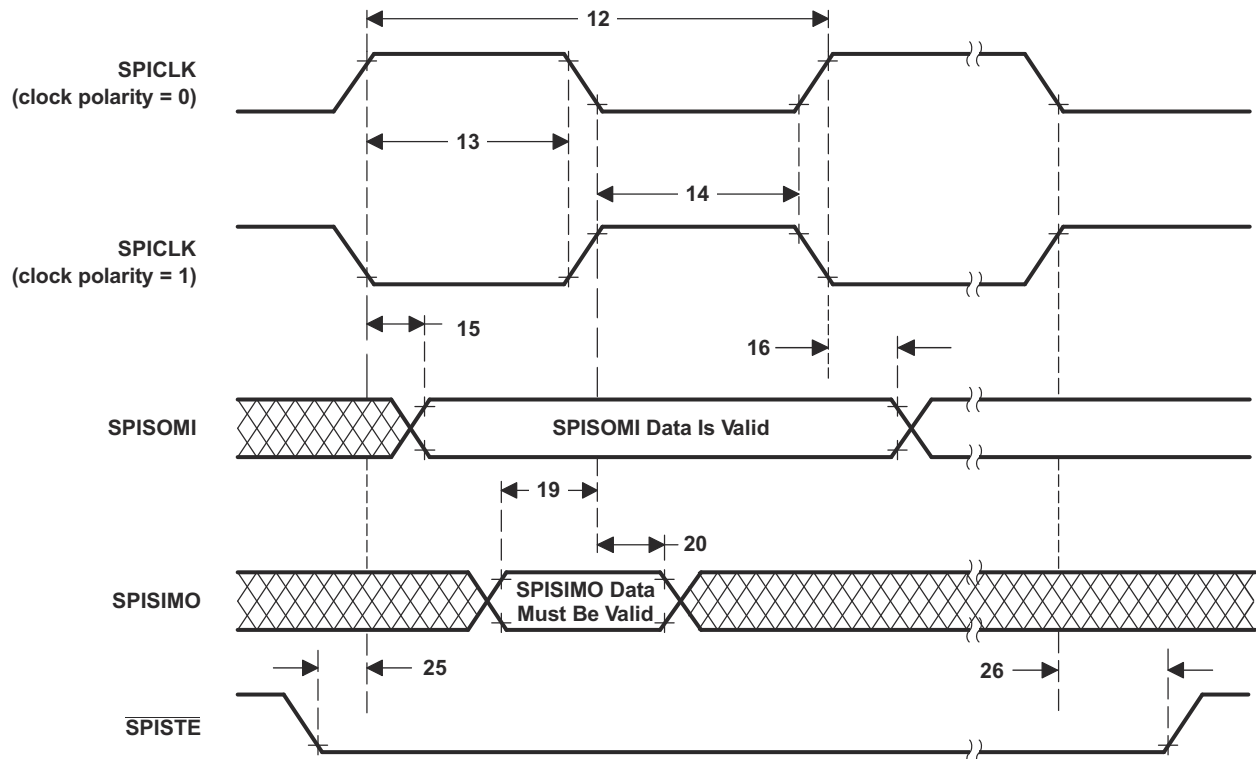 12
SPICLK
(clock polarity = 0)
13
14
SPICLK
(clock polarity = 1)
15
16
SPISOMI
SPISOMI Data Is Valid
19
20
SPISIMO
SPISIMO Data
Must Be Valid
25
26
SPISTE